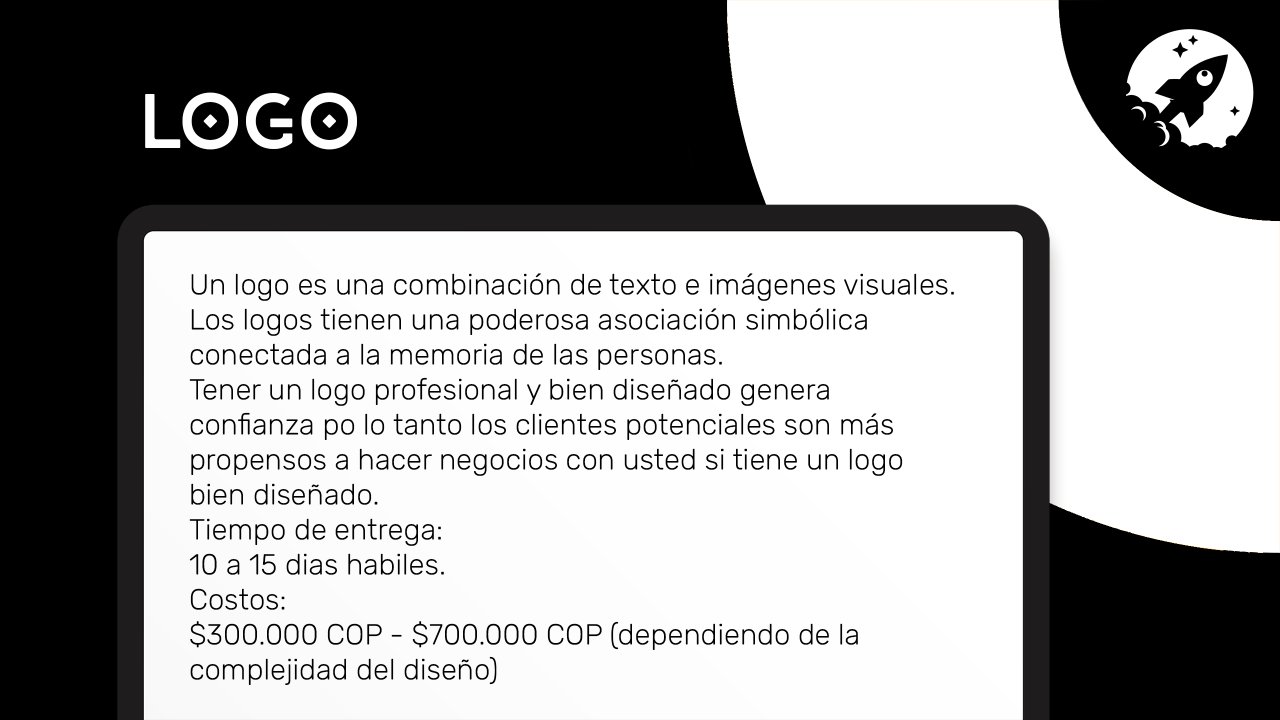 LOGO
Un logo es una combinación de texto e imágenes visuales.
Los logos tienen una poderosa asociación simbólica
conectada a la memoria de las personas.
Tener un logo profesional y bien diseñado genera
confianza po lo tanto los clientes potenciales son más
propensos a hacer negocios con usted si tiene un logo
bien diseñado.
Tiempo de entrega:
10 a 15 dias habiles.
Costos:
$300.000 COP - $700.000 COP (dependiendo de la
complejidad del diseño)